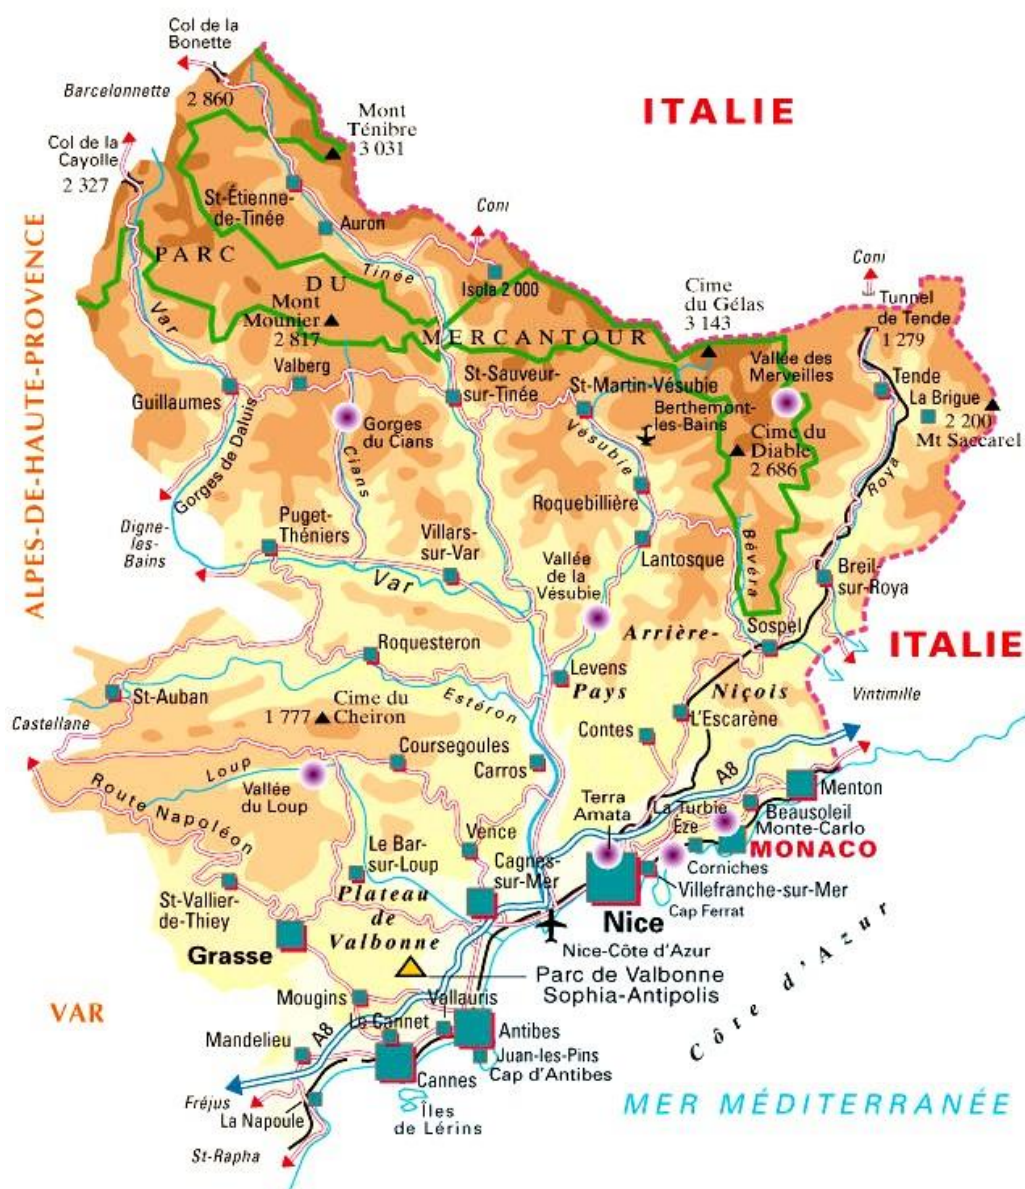 Col de la
Bonette
Barcelonnette
2 860
ITALIE
Mont
Ténibre
3 031
Col de la
Cayolle
2 327
St-Étienne-
de-Tinée
Auron
Coni
Tinée
Isola 2 000
PARC
DU
MERCANTOUR
Mont
Mounier
2 817
Cime
du Gélas
3 143
Coni
Tunnel
de Tende
1 279
Var
Valberg
Guillaumes
St-Sauveur-
sur-Tinée
St-Martin-Vésubie
Vallée des
Merveilles
Tende
La Brigue
2 200
Mt Saccarel
Berthemont-
les-Bains
Gorges
du Cians
Gorges de Daluis
Cians
Vésubie
Cime du
Diable
2 686
Roya
ALPES-DE-HAUTE-PROVENCE
Digne-
les-
Bains
Puget-
Théniers
Villars-
sur-Var
Roquebillière
Lantosque
Bévéra
Var
Vallée
de la
Vésubie
Breil-
sur-Roya
Arrière-
Pays
Niçois
Sospel
ITALIE
Vintimille
Roquesteron
Levens
St-Auban
Castellane
Cime du
Cheiron
1 777
Estéron
Contes
L'Escarène
Coursegoules
Carros
Loup
Vallée
du Loup
Route Napoléon
A8
Menton
Terra
Amata
La Turbie
Èze
Beausoleil
Monte-Carlo
MONACO
Vence
Le Bar-
sur-Loup
Cagnes-
sur-Mer
Corniches
Villefranche-sur-Mer
Cap Ferrat
St-Vallier-
de-Thiey
Plateau
de
Valbonne
Nice
Grasse
Nice-Côte d'Azur
Parc de Valbonne
Sophia-Antipolis
Côte d'Azur
VAR
Mougins
Vallauris
Le Cannet
Mandelieu
A8
Antibes
Juan-les-Pins
Cap d'Antibes
Cannes
Fréjus
La Napoule
Îles
de Lérins
St-Rapha
MER MÉDITERRANÉE